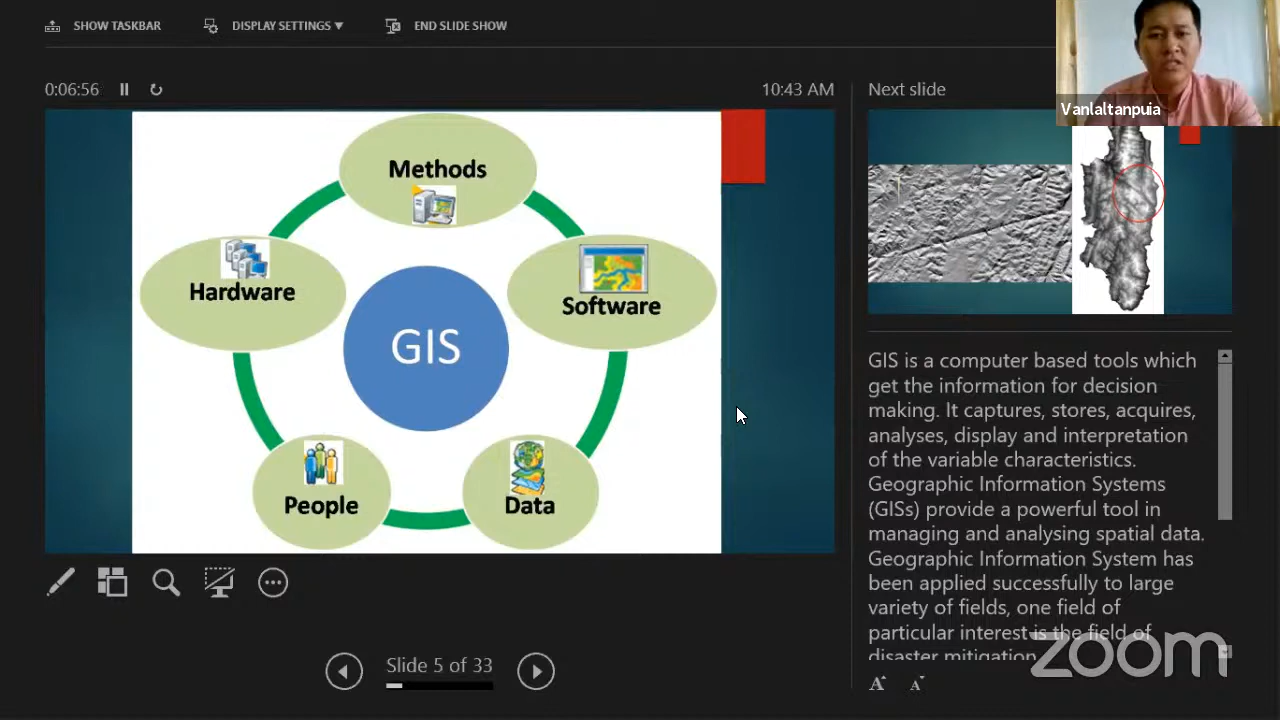 SHOW TASKBAR
DISPLAY SETTINGS ▼
END SLIDE SHOW
0:06:56
10:43 AM
Next slide
Vanlaltanpuia
Methods
Hardware
Software
GIS
People
Data
GIS is a computer based tools which
get the information for decision
making. It captures, stores, acquires,
analyses, display and interpretation
of the variable characteristics.
Geographic Information Systems
(GISs) provide a powerful tool in
managing and analysing spatial data.
Geographic Information System has
been applied successfully to large
variety of fields, one field of
particular interest is the field of
disaster mitigation
Slide 5 of 33
A A
zoom